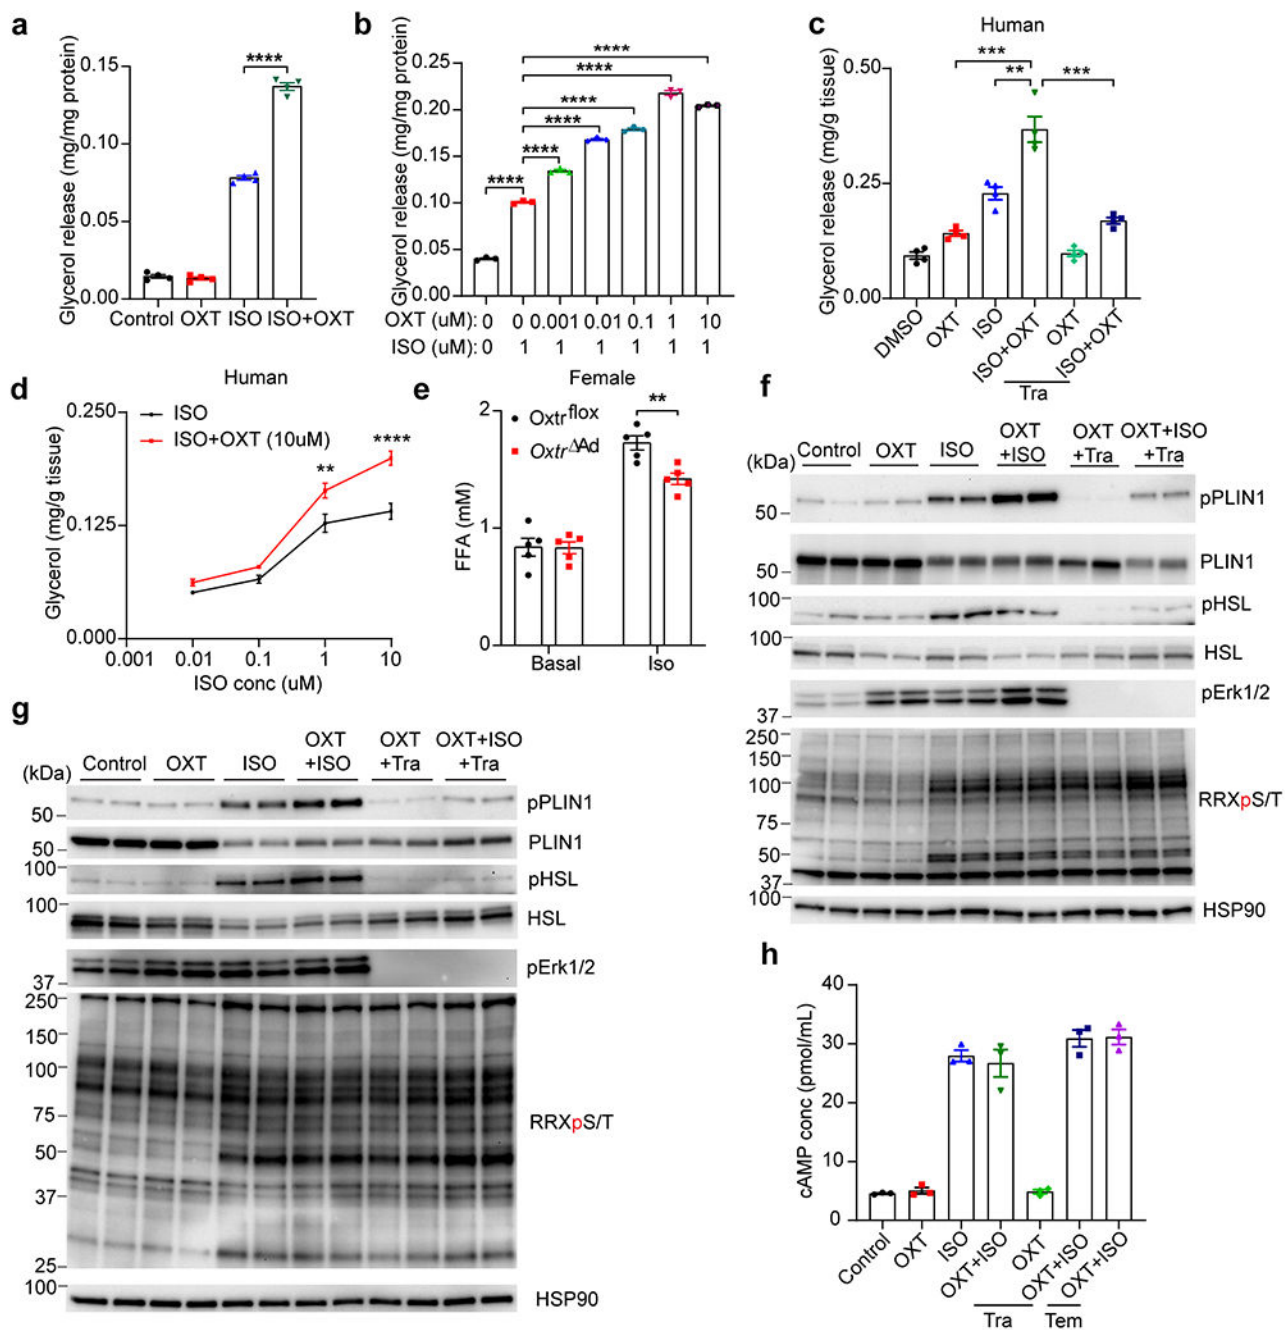 a
Glycerol release (mg/mg protein)
0.15
0.10
0.05
0.00
****
Control OXT ISO ISO+OXT
b
Glycerol release (mg/mg protein)
0.25
0.20
0.15
0.10
0.05
0.00
****
****
****
****
****
****
OXT (uM): 0 0 0.001 0.01 0.1 1 10
ISO (uM): 0 1 1 1 1 1 1
c
Human
Glycerol release (mg/g tissue)
0.50
0.25
0.00
***
** ***
DMSO OXT ISO ISO+OXT OXT ISO+OXT
Tra
d
Human
Glycerol (mg/g tissue)
0.250
0.125
0.000
ISO
ISO+OXT (10uM)
** ****
0.001 0.01 0.1 1 10
ISO conc (uM)
e
Female
FFA (mM)
2
1
0
Oxtrflox
OxtrΔAd
**
Basal Iso
f
(kDa) Control OXT ISO OXT +ISO OXT +Tra OXT+ISO +Tra
50 pPLIN1
50 PLIN1
100 pHSL
100 HSL
37 pErk1/2
250
150
100
75
50
37
RRXpS/T
100 HSP90
g
(kDa) Control OXT ISO OXT +ISO OXT +Tra OXT+ISO +Tra
50 pPLIN1
50 PLIN1
100 pHSL
100 HSL
37 pErk1/2
250
150
100
75
50
37
25
RRXpS/T
100 HSP90
h
cAMP conc (pmol/mL)
40
30
20
10
0
Control OXT ISO OXT+ISO OXT OXT+ISO OXT+ISO
Tra Tem